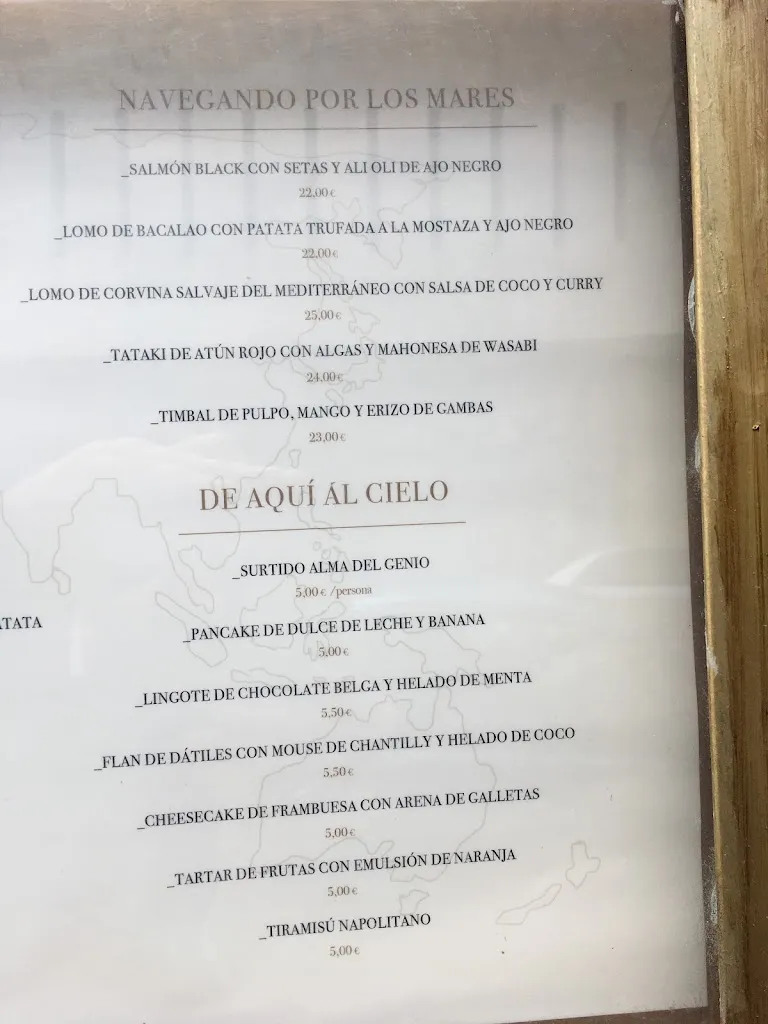 NAVEGANDO POR LOS MARES
_SALMÓN BLACK CON SETAS Y ALI OLI DE AJO NEGRO
22,00 €
_LOMO DE BACALAO CON PATATA TRUFADA A LA MOSTAZA Y AJO NEGRO
22,00 €
_LOMO DE CORVINA SALVAJE DEL MEDITERRÁNEO CON SALSA DE COCO Y CURRY
25,00 €
_TATAKI DE ATÚN ROJO CON ALGAS Y MAHONESA DE WASABI
24,00 €
_TIMBAL DE PULPO, MANGO Y ERIZO DE GAMBAS
23,00 €
DE AQUÍ AL CIELO
_SURTIDO ALMA DEL GENIO
5,00 € /persona
ATATA
_PANCAKE DE DULCE DE LECHE Y BANANA
5,00 €
_LINGOTE DE CHOCOLATE BELGA Y HELADO DE MENTA
5,50 €
_FLAN DE DÁTILES CON MOUSE DE CHANTILLY Y HELADO DE COCO
5,50 €
_CHEESECAKE DE FRAMBUESA CON ARENA DE GALLETAS
5,00 €
_TARTAR DE FRUTAS CON EMULSIÓN DE NARANJA
5,00 €
_TIRAMISÚ NAPOLITANO
5,00 €